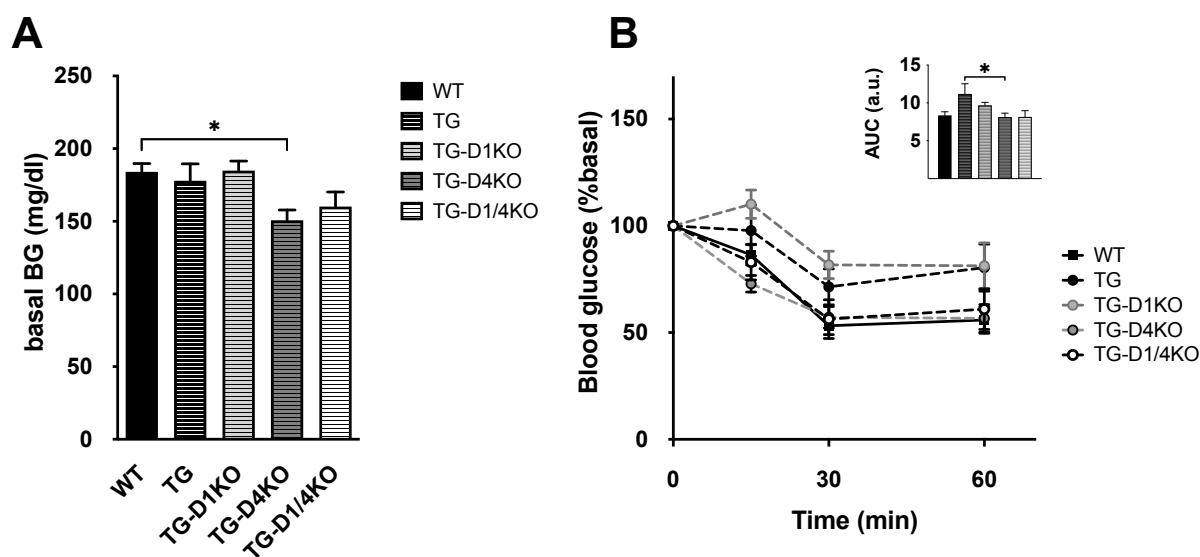 A
basal BG (mg/dl)
250
200
150
100
50
0
*
WT
TG
TG-D1KO
TG-D4KO
TG-D1/4KO
WT
TG
TG-D1KO
TG-D4KO
TG-D1/4KO
B
Blood glucose (%basal)
150
100
50
0
0
30
60
Time (min)
AUC (a.u.)
15
10
5
*
WT
TG
TG-D1KO
TG-D4KO
TG-D1/4KO